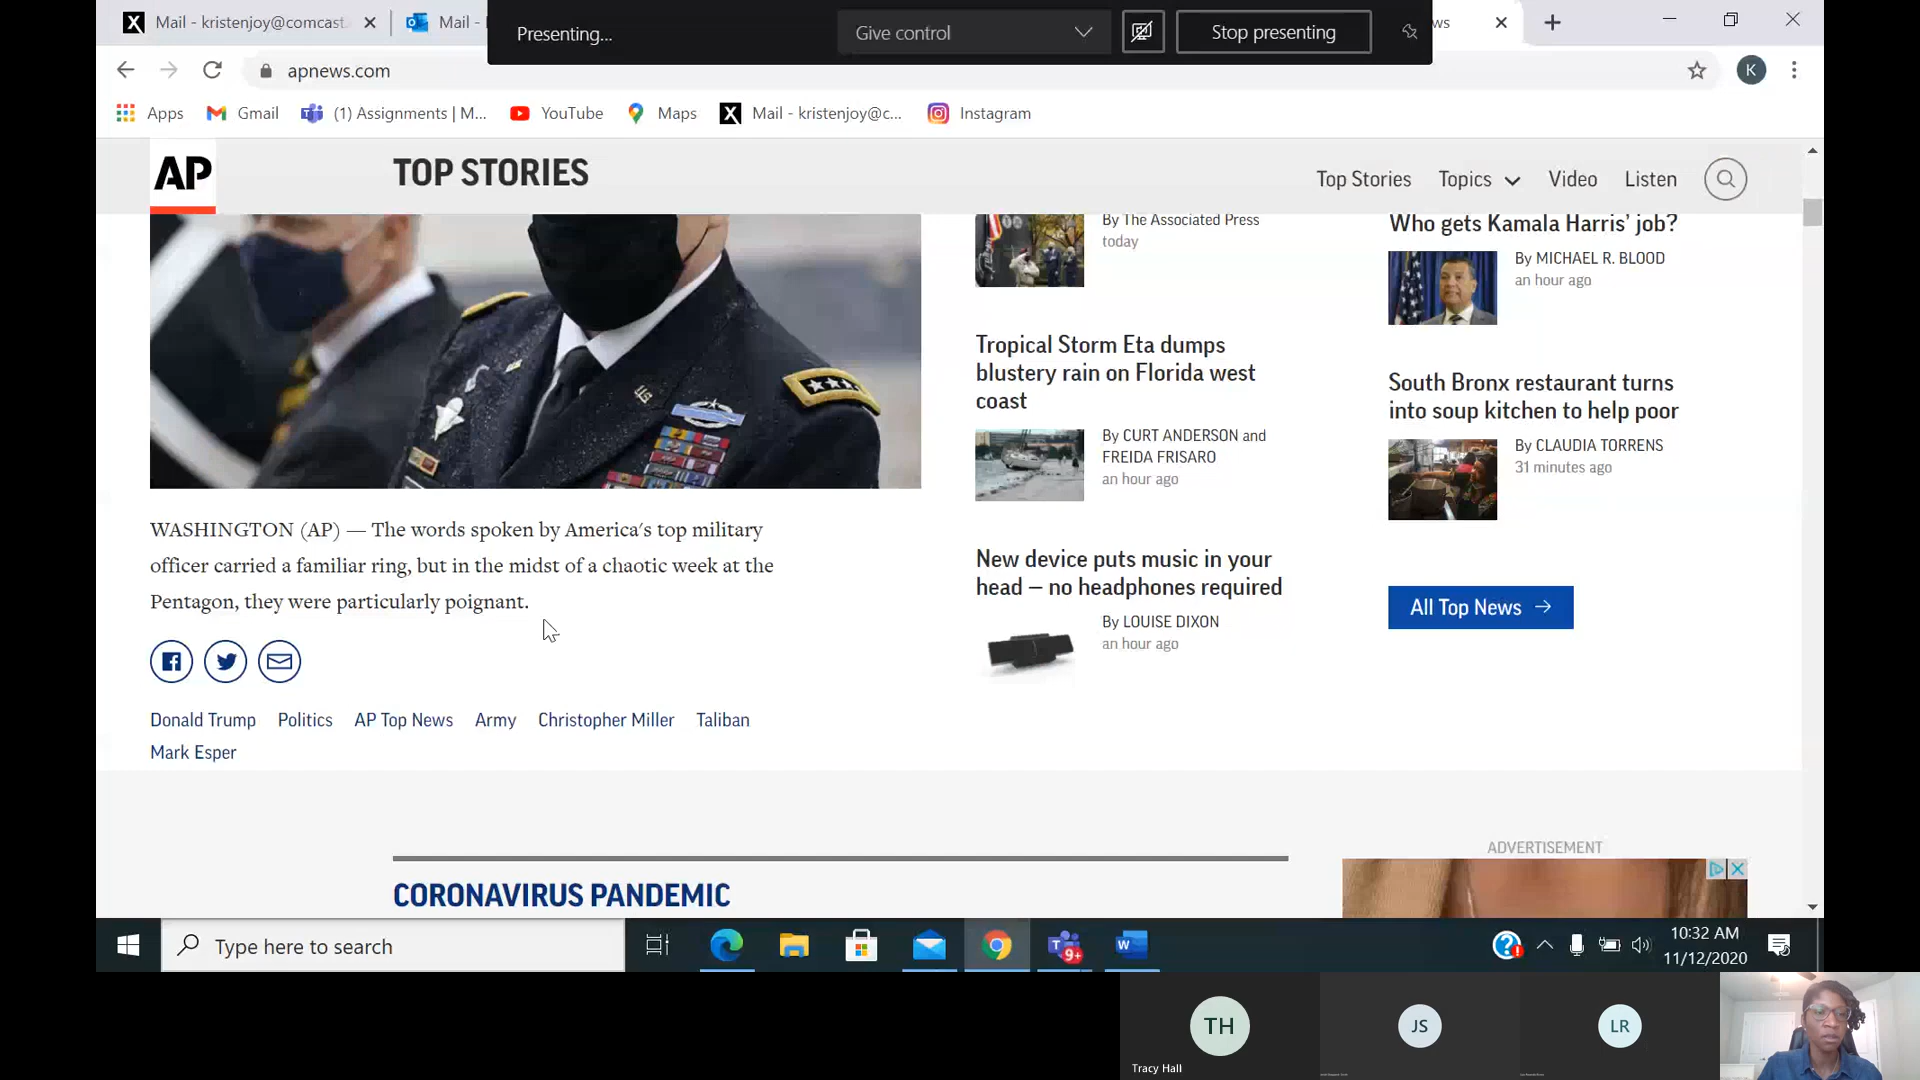 Mail - kristenjoy@comcast.
Mail -
Presenting...
Give control
Stop presenting
ws
apnews.com
K
Apps
Gmail
(1) Assignments | M...
YouTube
Maps
Mail - kristenjoy@c...
Instagram
AP
TOP STORIES
Top Stories
Topics
Video
Listen
By The Associated Press
today
Tropical Storm Eta dumps
blustery rain on Florida west
coast
By CURT ANDERSON and
FREIDA FRISARO
an hour ago
New device puts music in your
head — no headphones required
By LOUISE DIXON
an hour ago
Who gets Kamala Harris' job?
By MICHAEL R. BLOOD
an hour ago
South Bronx restaurant turns
into soup kitchen to help poor
By CLAUDIA TORRENS
31 minutes ago
All Top News
WASHINGTON (AP) — The words spoken by America's top military
officer carried a familiar ring, but in the midst of a chaotic week at the
Pentagon, they were particularly poignant.
Donald Trump Politics AP Top News Army Christopher Miller Taliban
Mark Esper
ADVERTISEMENT
CORONAVIRUS PANDEMIC
Type here to search
9+
10:32 AM
11/12/2020
TH
Tracy Hall
JS
LR